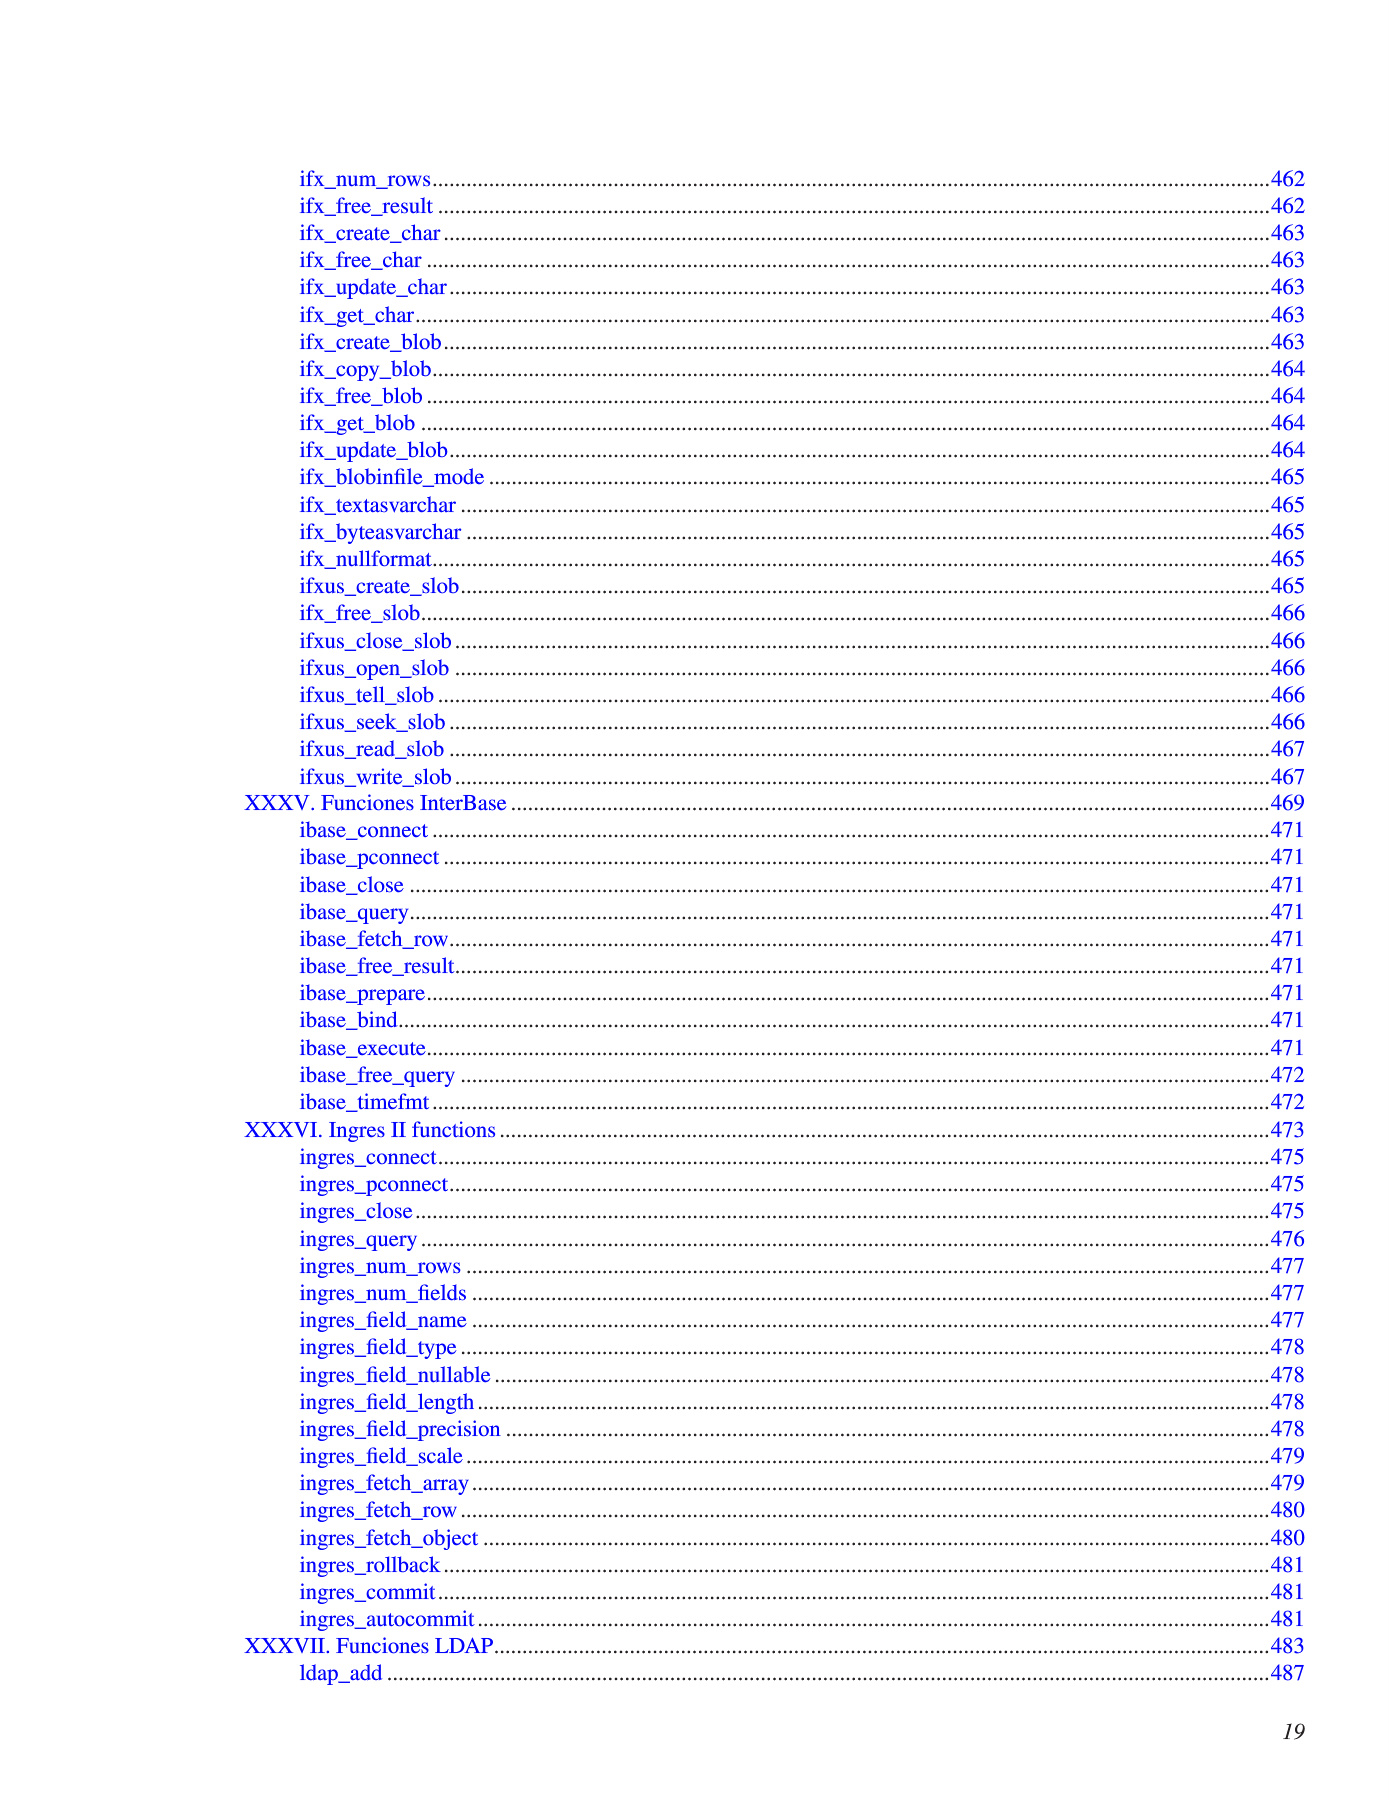 ifx_num_rows..........462
ifx_free_result ..........462
ifx_create_char ..........463
ifx_free_char ..........463
ifx_update_char ..........463
ifx_get_char..........463
ifx_create_blob ..........463
ifx_copy_blob..........464
ifx_free_blob ..........464
ifx_get_blob ..........464
ifx_update_blob..........464
ifx_blobinfile_mode ..........465
ifx_textasvarchar ..........465
ifx_byteasvarchar ..........465
ifx_nullformat..........465
ifxus_create_slob..........465
ifx_free_slob..........466
ifxus_close_slob ..........466
ifxus_open_slob ..........466
ifxus_tell_slob ..........466
ifxus_seek_slob ..........466
ifxus_read_slob ..........467
ifxus_write_slob ..........467
XXXV. Funciones InterBase ..........469
ibase_connect ..........471
ibase_pconnect ..........471
ibase_close ..........471
ibase_query..........471
ibase_fetch_row..........471
ibase_free_result..........471
ibase_prepare..........471
ibase_bind..........471
ibase_execute..........471
ibase_free_query ..........472
ibase_timefmt ..........472
XXXVI. Ingres II functions ..........473
ingres_connect..........475
ingres_pconnect..........475
ingres_close ..........475
ingres_query ..........476
ingres_num_rows ..........477
ingres_num_fields ..........477
ingres_field_name ..........477
ingres_field_type ..........478
ingres_field_nullable ..........478
ingres_field_length ..........478
ingres_field_precision ..........478
ingres_field_scale ..........479
ingres_fetch_array ..........479
ingres_fetch_row ..........480
ingres_fetch_object ..........480
ingres_rollback ..........481
ingres_commit ..........481
ingres_autocommit ..........481
XXXVII. Funciones LDAP..........483
ldap_add ..........487
19